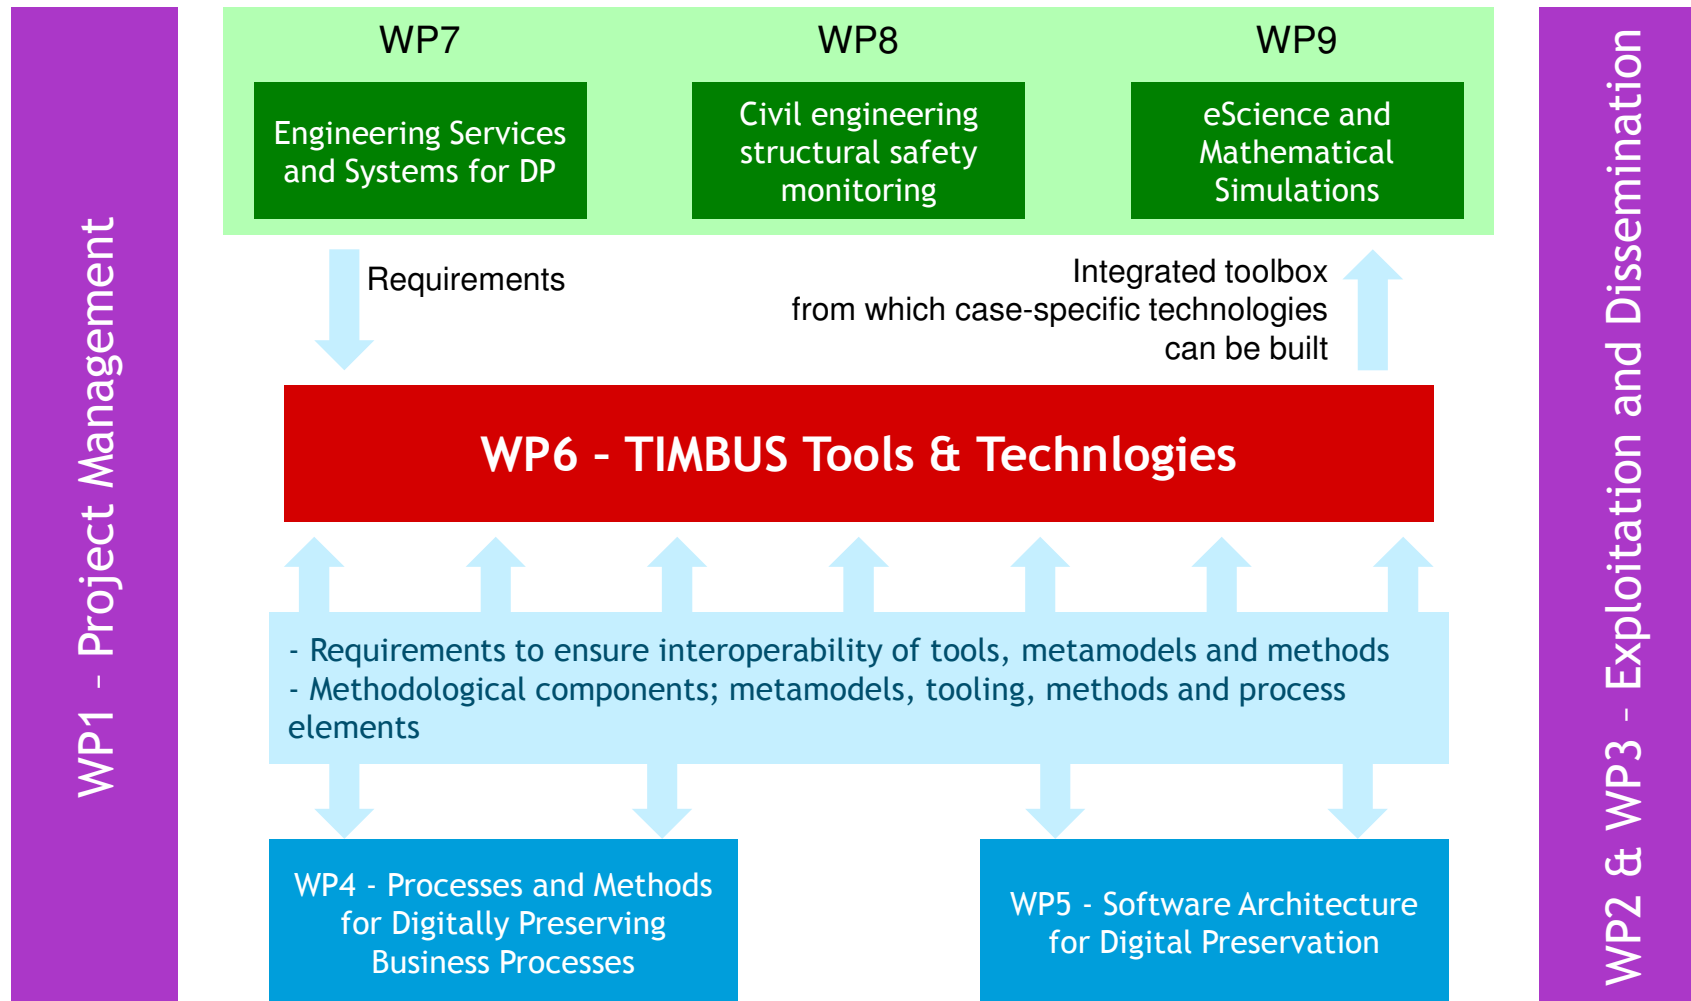 WP1 - Project Management
WP7
Engineering Services
and Systems for DP
WP8
Civil engineering
structural safety
monitoring
WP9
eScience and
Mathematical
Simulations
Requirements
Integrated toolbox
from which case-specific technologies
can be built
WP6 – TIMBUS Tools & Technlogies
- Requirements to ensure interoperability of tools, metamodels and methods
- Methodological components; metamodels, tooling, methods and process
elements
WP4 - Processes and Methods
for Digitally Preserving
Business Processes
WP5 - Software Architecture
for Digital Preservation
WP2 & WP3 - Exploitation and Dissemination